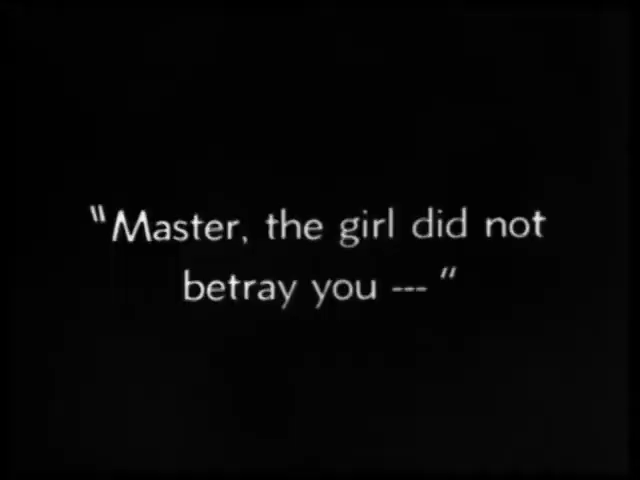 "Master, the girl did not
betray you --- "